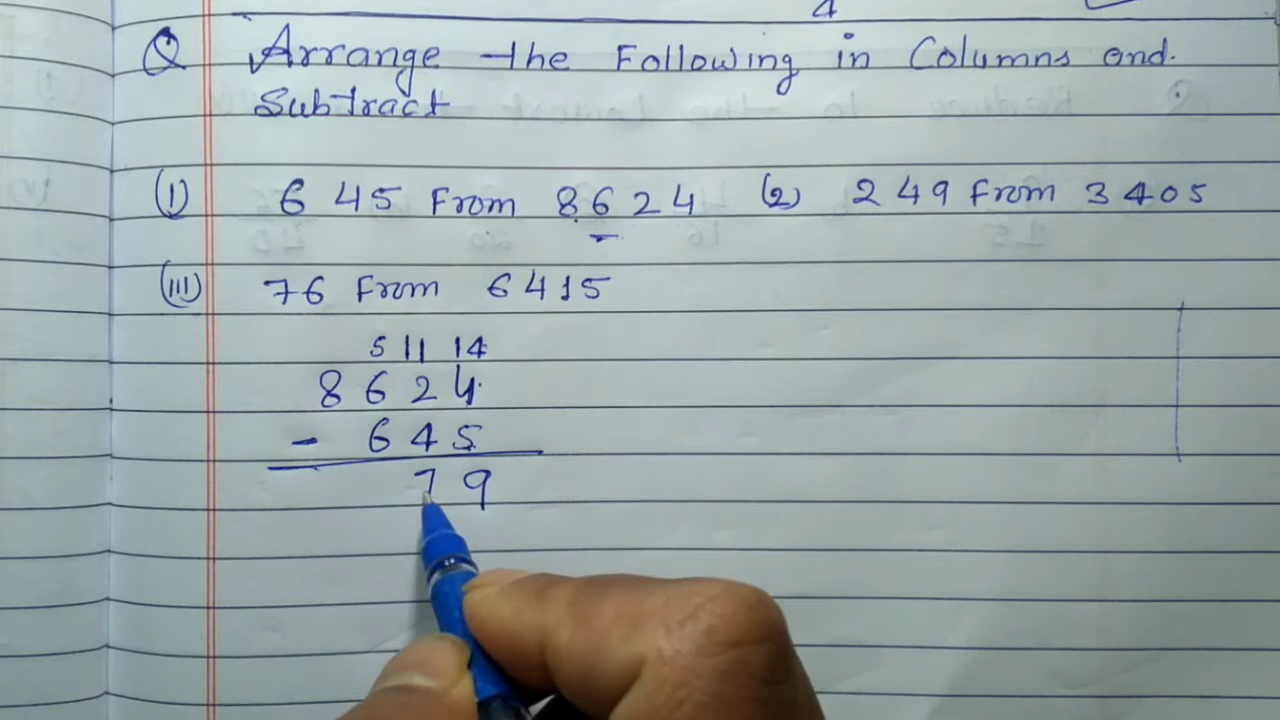 4
Q Arrange the Following in Columns and.
Subtract
(I) 645 From 8624 (2) 249 From 3405
(III) 76 From 6415
5 11 14
8624
- 645
79